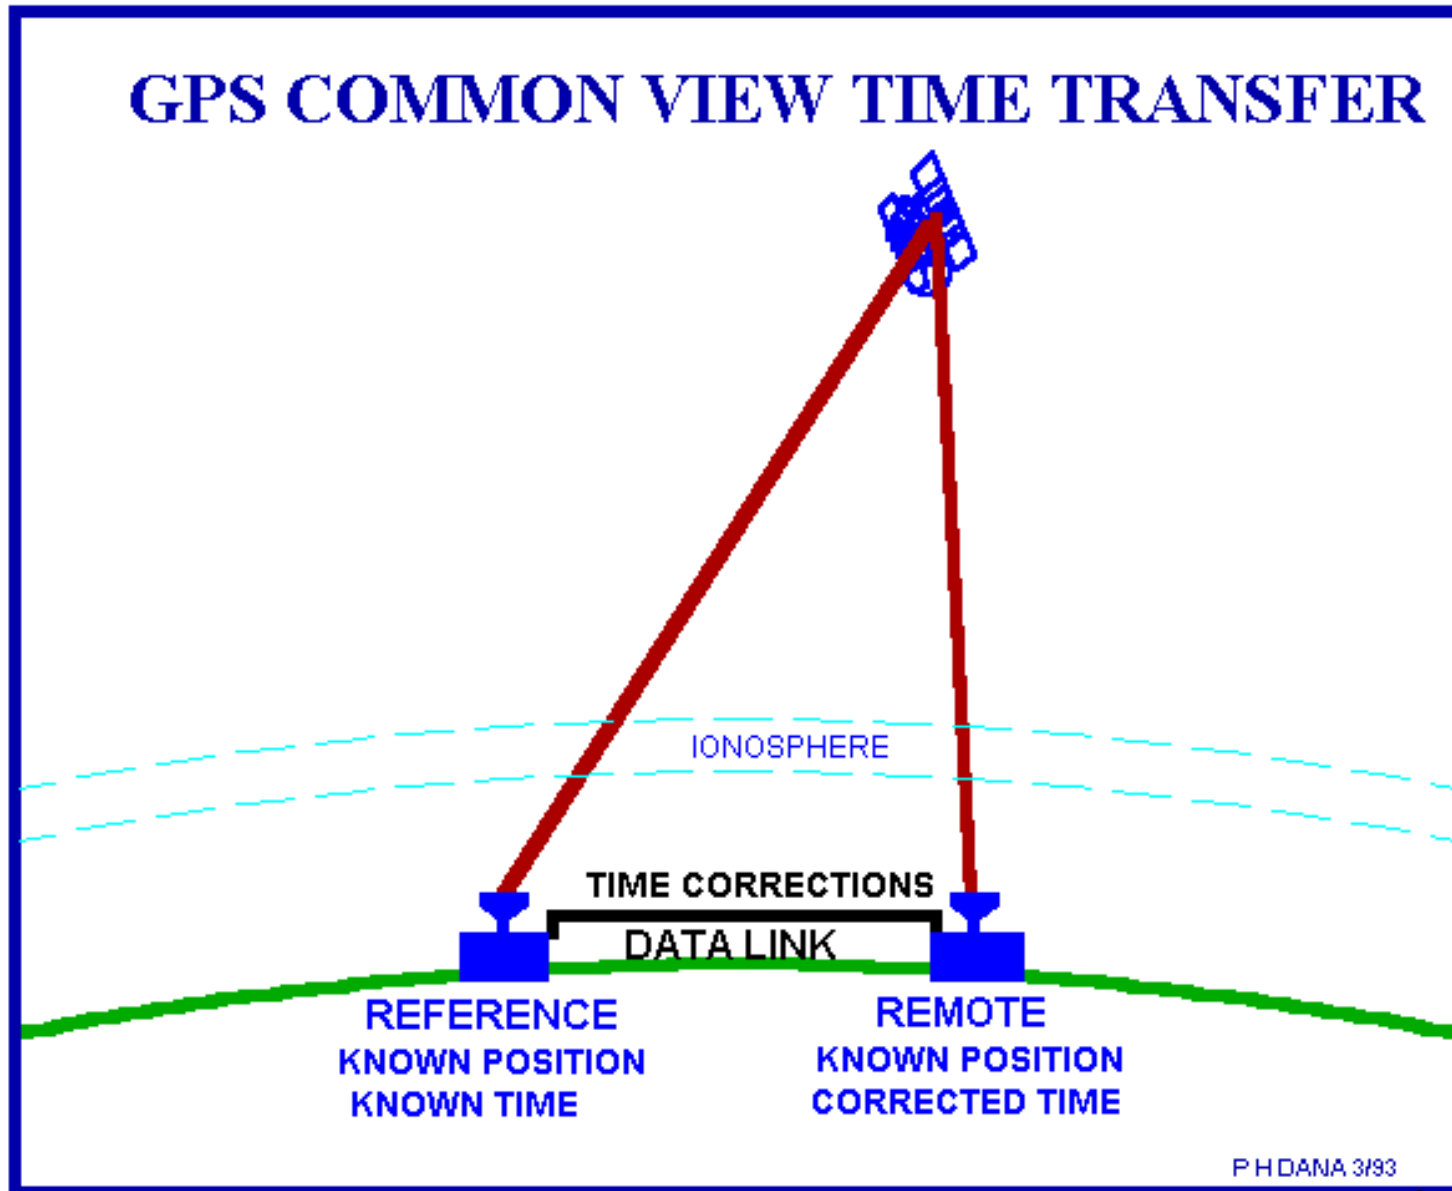 GPS COMMON VIEW TIME TRANSFER
IONOSPHERE
TIME CORRECTIONS
DATA LINK
REFERENCE
KNOWN POSITION
KNOWN TIME
REMOTE
KNOWN POSITION
CORRECTED TIME
P H DANA 3/93